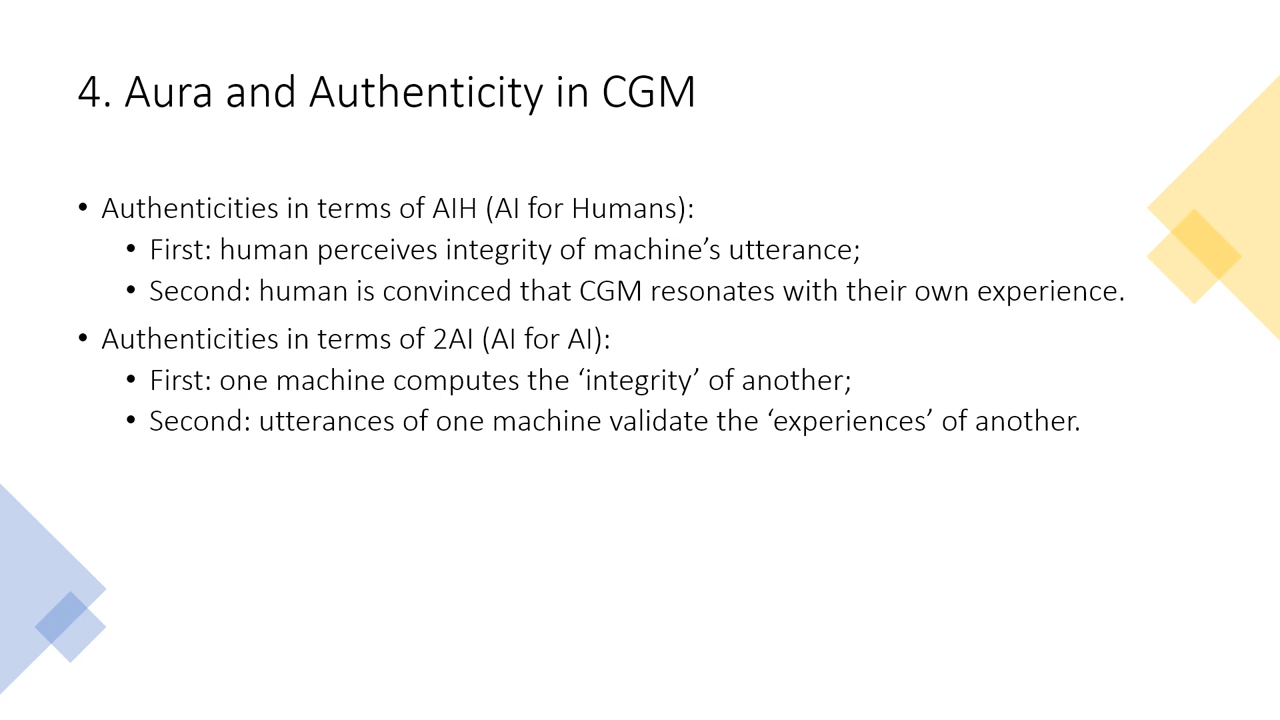 4. Aura and Authenticity in CGM
• Authenticities in terms of AIH (AI for Humans):
• First: human perceives integrity of machine’s utterance;
• Second: human is convinced that CGM resonates with their own experience.
• Authenticities in terms of 2AI (AI for AI):
• First: one machine computes the ‘integrity’ of another;
• Second: utterances of one machine validate the ‘experiences’ of another.